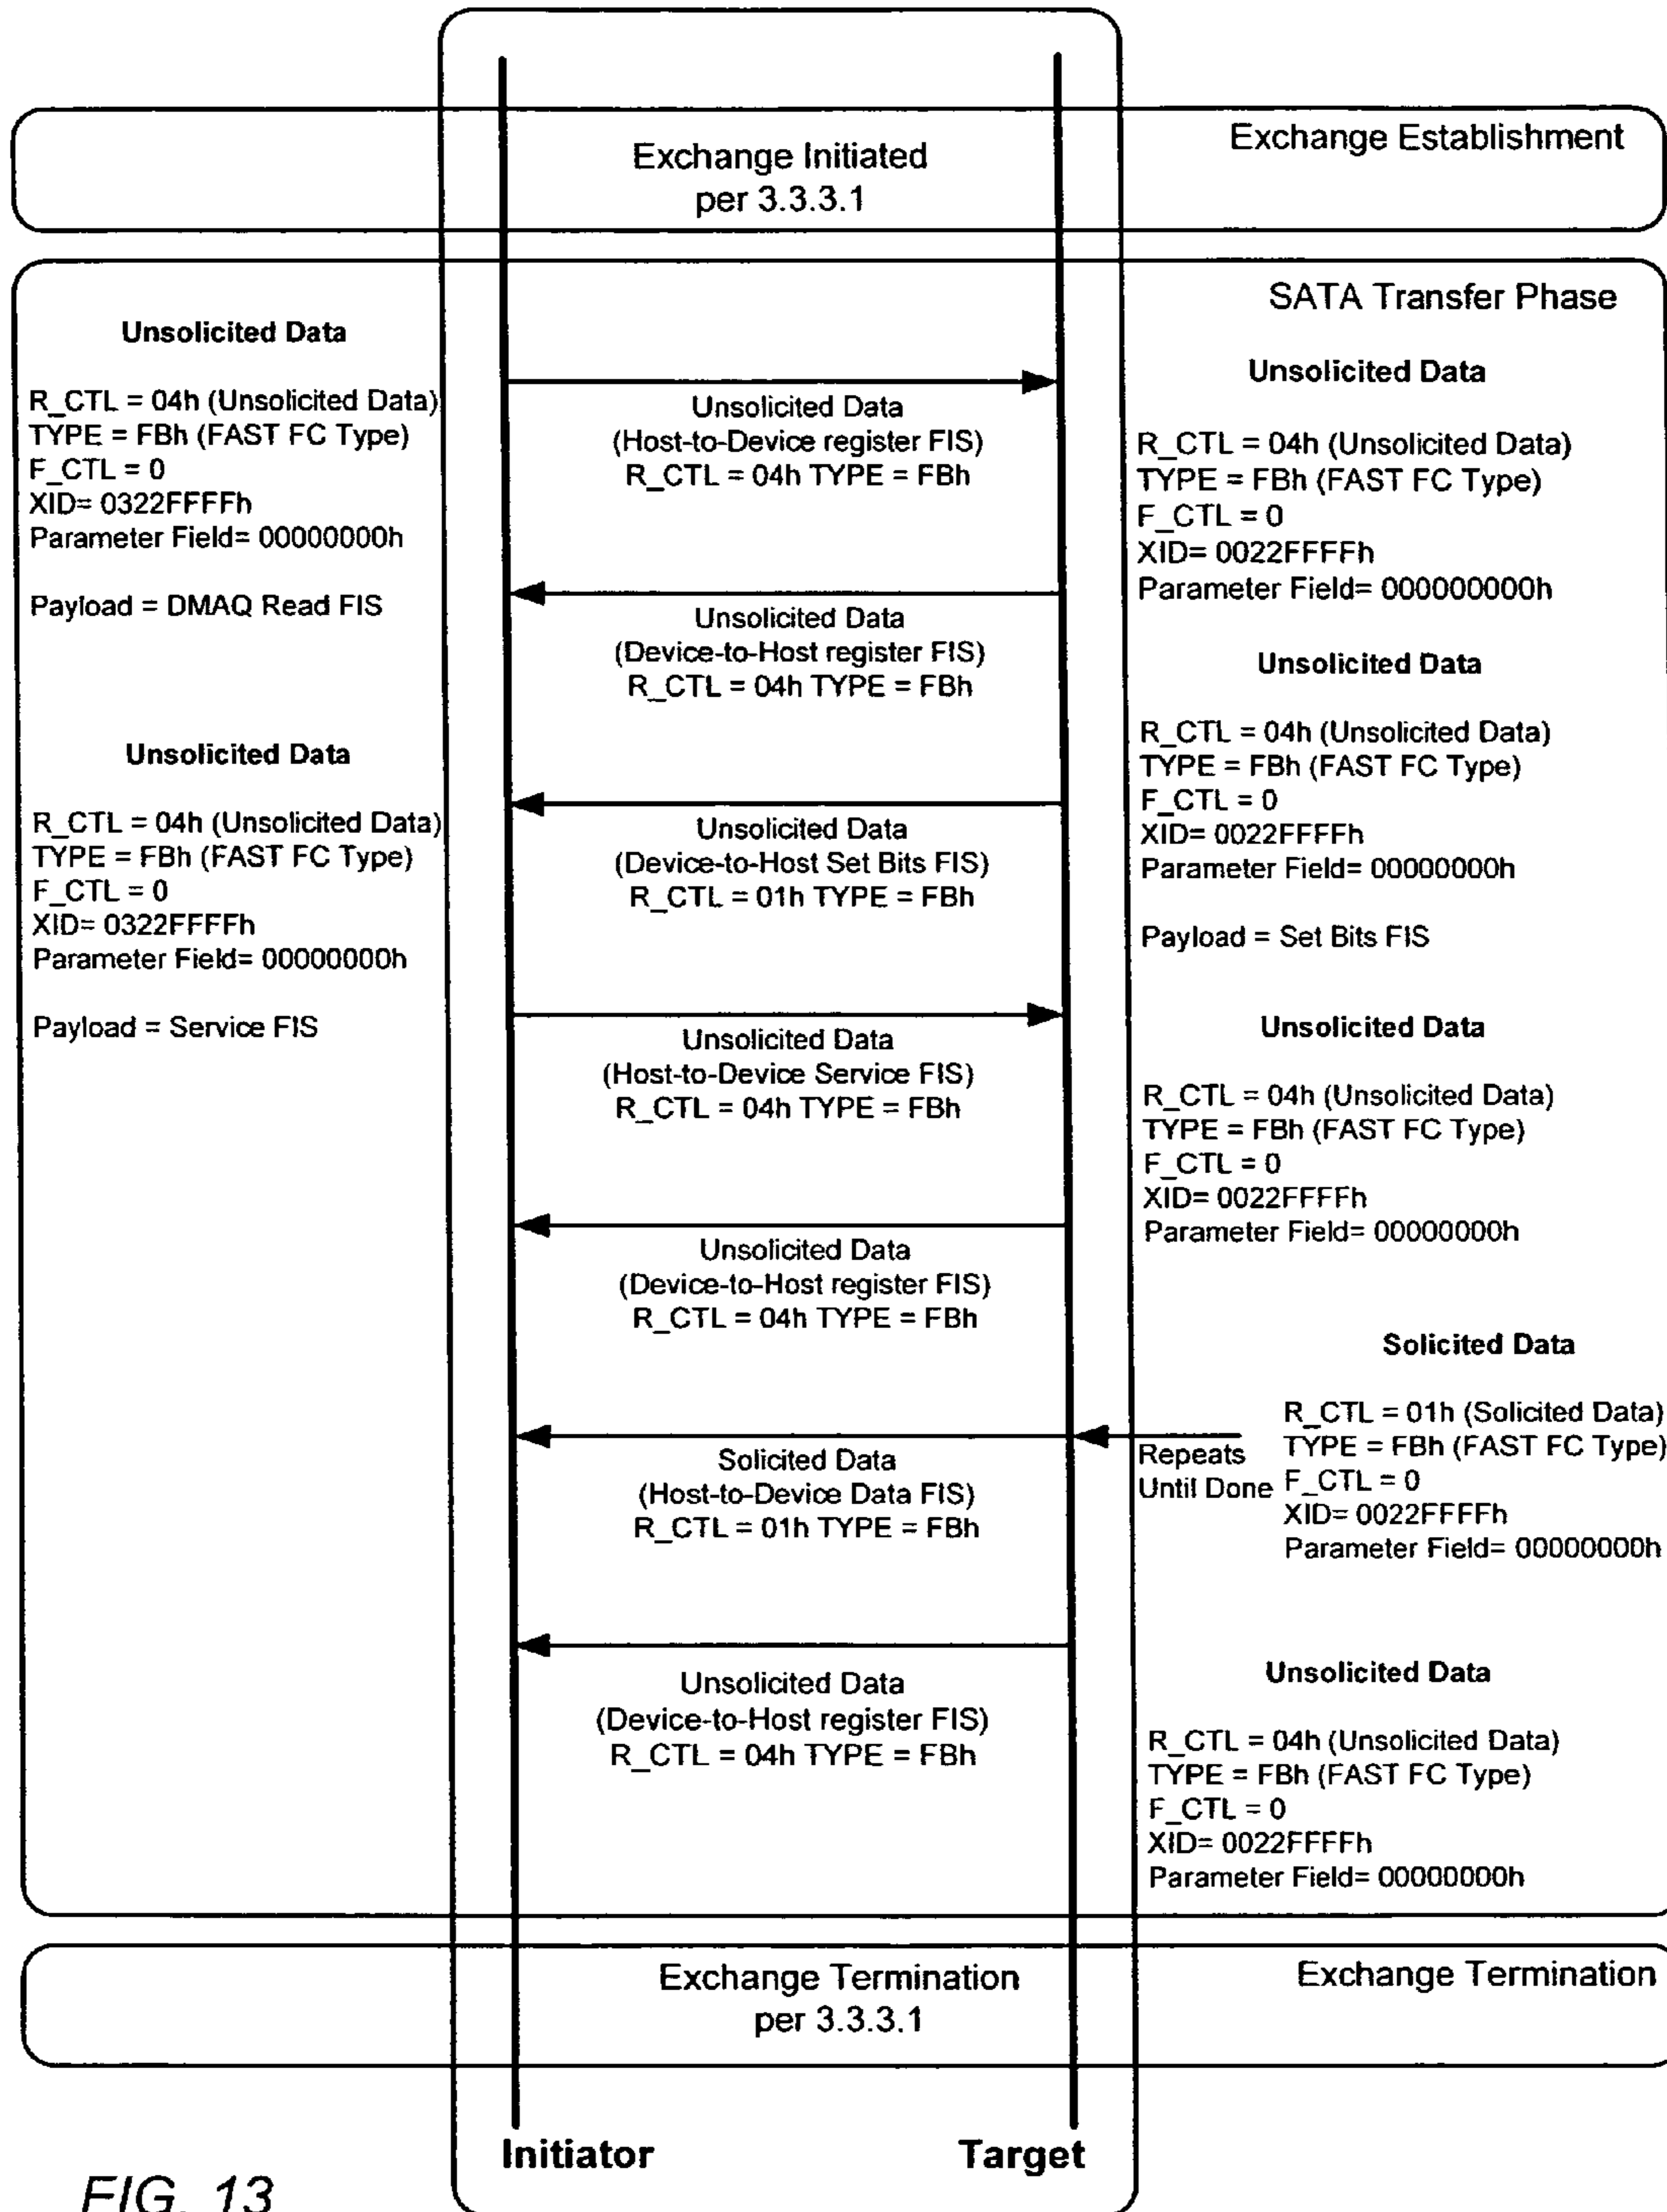 Exchange Establishment
Exchange Initiated
per 3.3.3.1
SATA Transfer Phase
Unsolicited Data
R_CTL = 04h (Unsolicited Data)
TYPE = FBh (FAST FC Type)
F_CTL = 0
XID= 0322FFFFh
Parameter Field= 00000000h
Payload = DMAQ Read FIS
Unsolicited Data
R_CTL = 04h (Unsolicited Data)
TYPE = FBh (FAST FC Type)
F_CTL = 0
XID= 0322FFFFh
Parameter Field= 00000000h
Payload = Service FIS
Unsolicited Data
(Host-to-Device register FIS)
R_CTL = 04h TYPE = FBh
Unsolicited Data
(Device-to-Host register FIS)
R_CTL = 04h TYPE = FBh
Unsolicited Data
(Device-to-Host Set Bits FIS)
R_CTL = 01h TYPE = FBh
Unsolicited Data
(Host-to-Device Service FIS)
R_CTL = 04h TYPE = FBh
Unsolicited Data
(Device-to-Host register FIS)
R_CTL = 04h TYPE = FBh
Solicited Data
(Host-to-Device Data FIS)
R_CTL = 01h TYPE = FBh
Unsolicited Data
(Device-to-Host register FIS)
R_CTL = 04h TYPE = FBh
Unsolicited Data
R_CTL = 04h (Unsolicited Data)
TYPE = FBh (FAST FC Type)
F_CTL = 0
XID= 0022FFFFh
Parameter Field= 000000000h
Unsolicited Data
R_CTL = 04h (Unsolicited Data)
TYPE = FBh (FAST FC Type)
F_CTL = 0
XID= 0022FFFFh
Parameter Field= 00000000h
Payload = Set Bits FIS
Unsolicited Data
R_CTL = 04h (Unsolicited Data)
TYPE = FBh (FAST FC Type)
F_CTL = 0
XID= 0022FFFFh
Parameter Field= 00000000h
Solicited Data
Repeats
Until Done
R_CTL = 01h (Solicited Data)
TYPE = FBh (FAST FC Type)
F_CTL = 0
XID= 0022FFFFh
Parameter Field= 00000000h
Unsolicited Data
R_CTL = 04h (Unsolicited Data)
TYPE = FBh (FAST FC Type)
F_CTL = 0
XID= 0022FFFFh
Parameter Field= 00000000h
Exchange Termination
per 3.3.3.1
Exchange Termination
Initiator
Target
FIG. 13